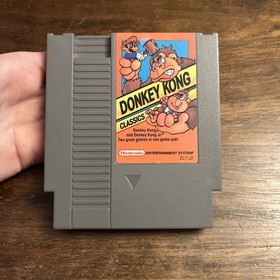 DONKEY KONG
CLASSICS
Donkey Kong
and Donkey Kong Jr.
Two great games in one game pak!
Nintendo ENTERTAINMENT SYSTEM